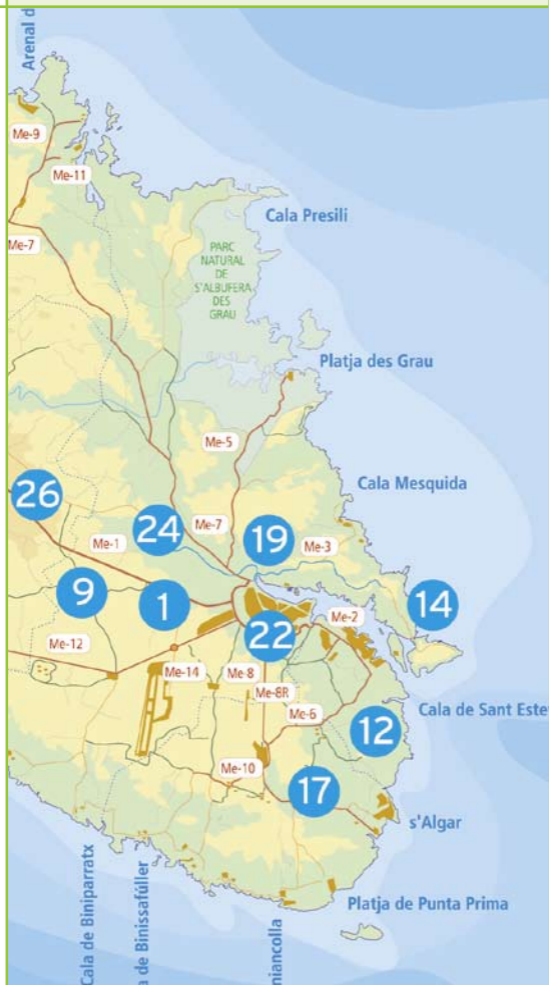 Arenal d
Me-9
Me-11
Cala Presili
Me-7
PARC
NATURAL
DE
S'ALBUFERA
DES
GRAU
Platja des Grau
Me-5
Cala Mesquida
26
24
Me-7
19
Me-3
Me-1
9
1
14
22
Me-2
Me-12
Me-14
Me-8
Me-8R
Cala de Sant Este
Me-6
12
Me-10
17
s'Algar
Platja de Punta Prima
Cala de Biniparratx
a de Binissafúller
niancolla